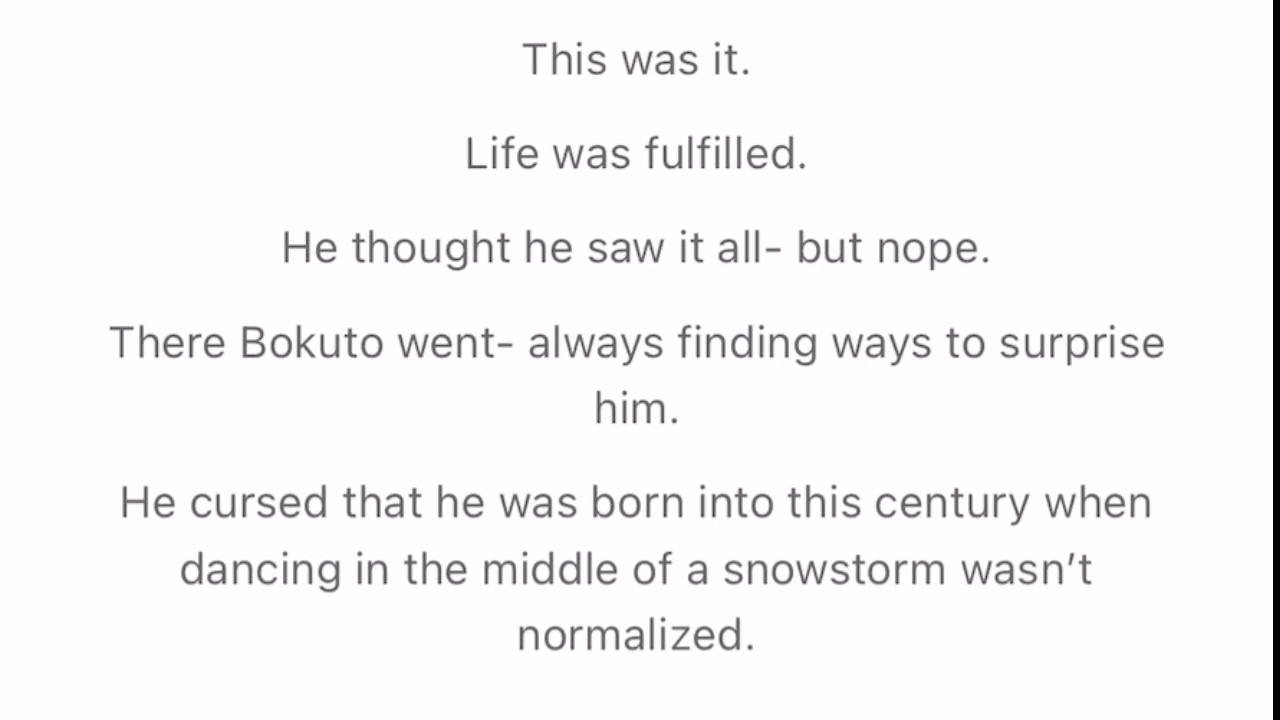 This was it.
Life was fulfilled.
He thought he saw it all- but nope.
There Bokuto went- always finding ways to surprise
him.
He cursed that he was born into this century when
dancing in the middle of a snowstorm wasn’t
normalized.